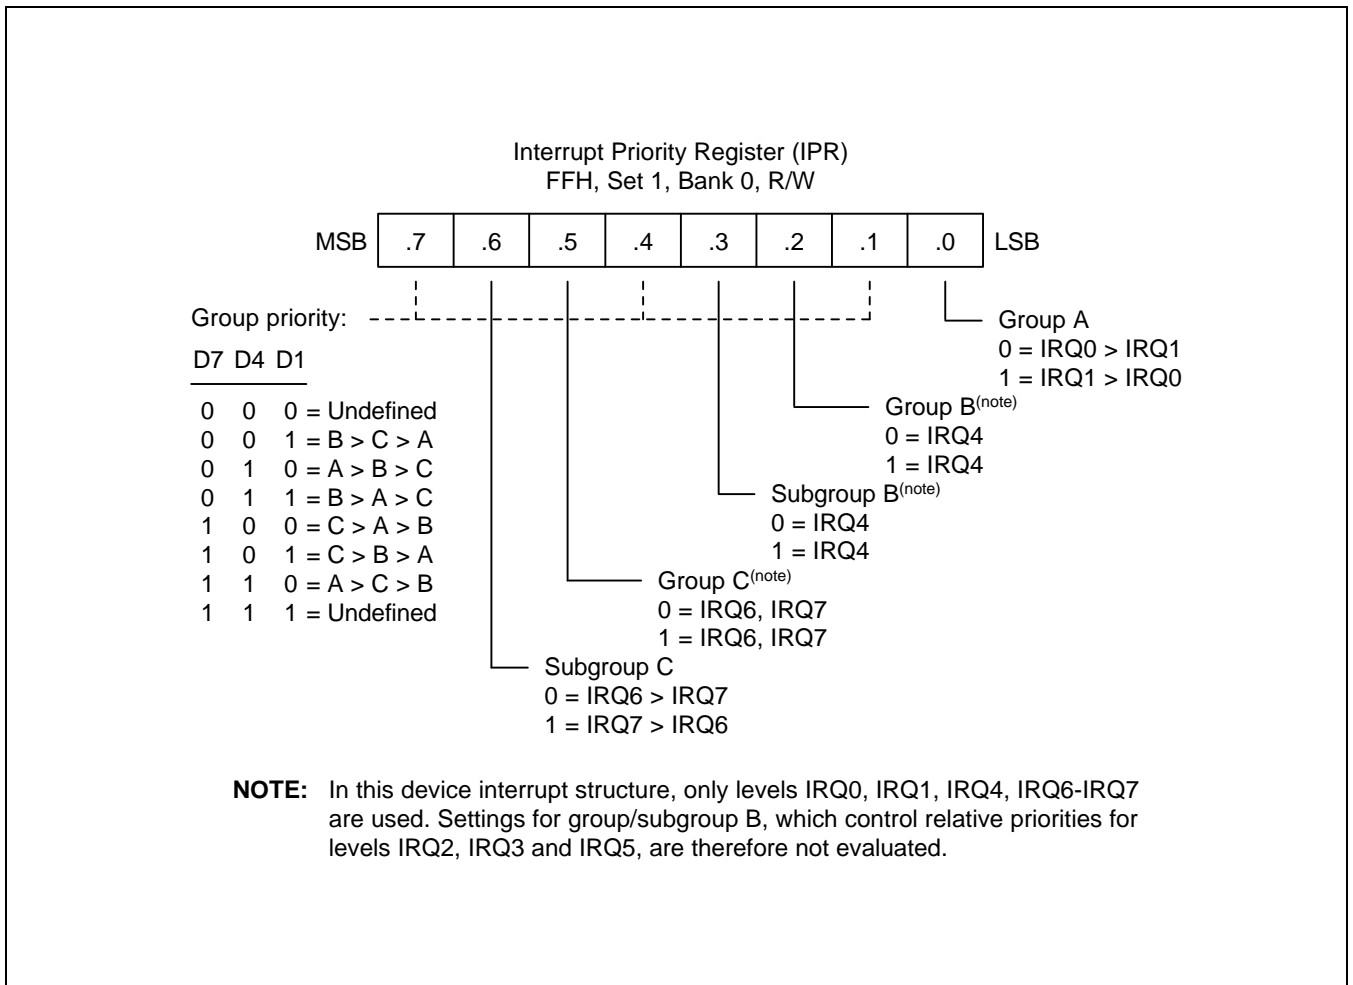 Interrupt Priority Register (IPR)
FFH, Set 1, Bank 0, R/W
MSB .7 .6 .5 .4 .3 .2 .1 .0 LSB
Group priority:
D7 D4 D1
0 0 0 = Undefined
0 0 1 = B > C > A
0 1 0 = A > B > C
0 1 1 = B > A > C
1 0 0 = C > A > B
1 0 1 = C > B > A
1 1 0 = A > C > B
1 1 1 = Undefined
Group A
0 = IRQ0 > IRQ1
1 = IRQ1 > IRQ0
Group B(note)
0 = IRQ4
1 = IRQ4
Subgroup B(note)
0 = IRQ4
1 = IRQ4
Group C(note)
0 = IRQ6, IRQ7
1 = IRQ6, IRQ7
Subgroup C
0 = IRQ6 > IRQ7
1 = IRQ7 > IRQ6
NOTE: In this device interrupt structure, only levels IRQ0, IRQ1, IRQ4, IRQ6-IRQ7
are used. Settings for group/subgroup B, which control relative priorities for
levels IRQ2, IRQ3 and IRQ5, are therefore not evaluated.